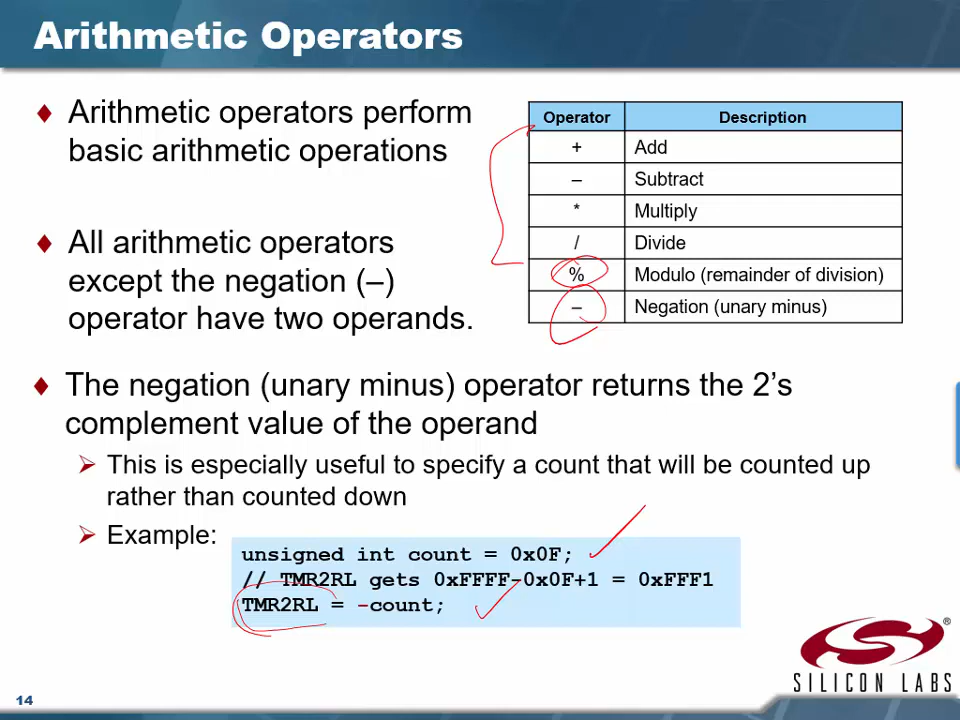 Arithmetic Operators
♦ Arithmetic operators perform
basic arithmetic operations
♦ All arithmetic operators
except the negation (–)
operator have two operands.
Operator Description
+ Add
– Subtract
* Multiply
/ Divide
% Modulo (remainder of division)
– Negation (unary minus)
♦ The negation (unary minus) operator returns the 2’s
complement value of the operand
➢ This is especially useful to specify a count that will be counted up
rather than counted down
➢ Example:
unsigned int count = 0x0F;
// TMR2RL gets 0xFFFF-0x0F+1 = 0xFFF1
TMR2RL = -count;
®
SILICON LABS
14